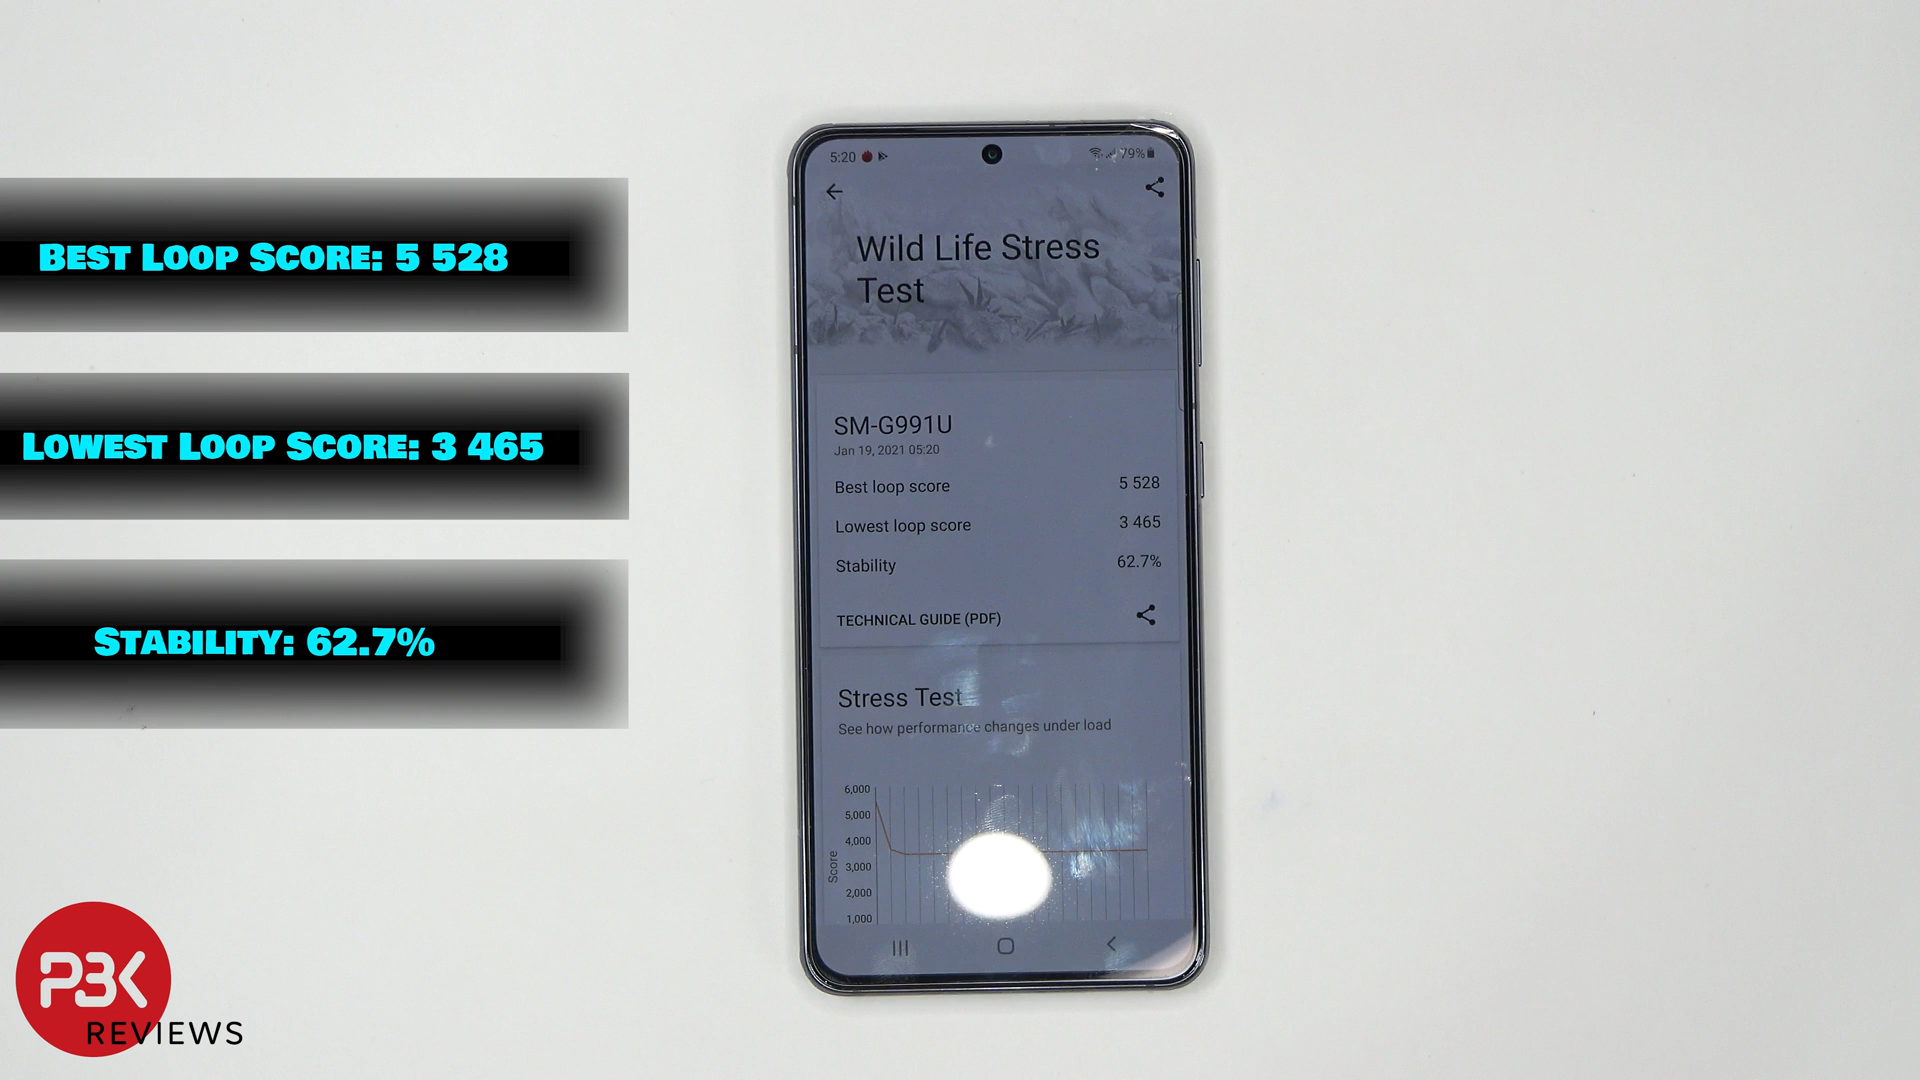 Best Loop Score: 5 528
Lowest Loop Score: 3 465
Stability: 62.7%
P3K
REVIEWS
5:20
79%
Wild Life Stress
Test
SM-G991U
Jan 19, 2021 05:20
Best loop score 5 528
Lowest loop score 3 465
Stability 62.7%
TECHNICAL GUIDE (PDF)
Stress Test
See how performance changes under load
Score
6,000
5,000
4,000
3,000
2,000
1,000